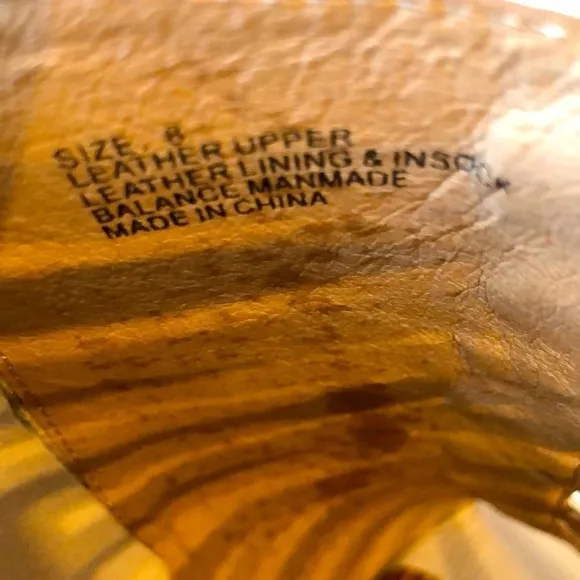 SIZE 8
LEATHER UPPER
LEATHER LINING & INSOCK
BALANCE MANMADE
MADE IN CHINA